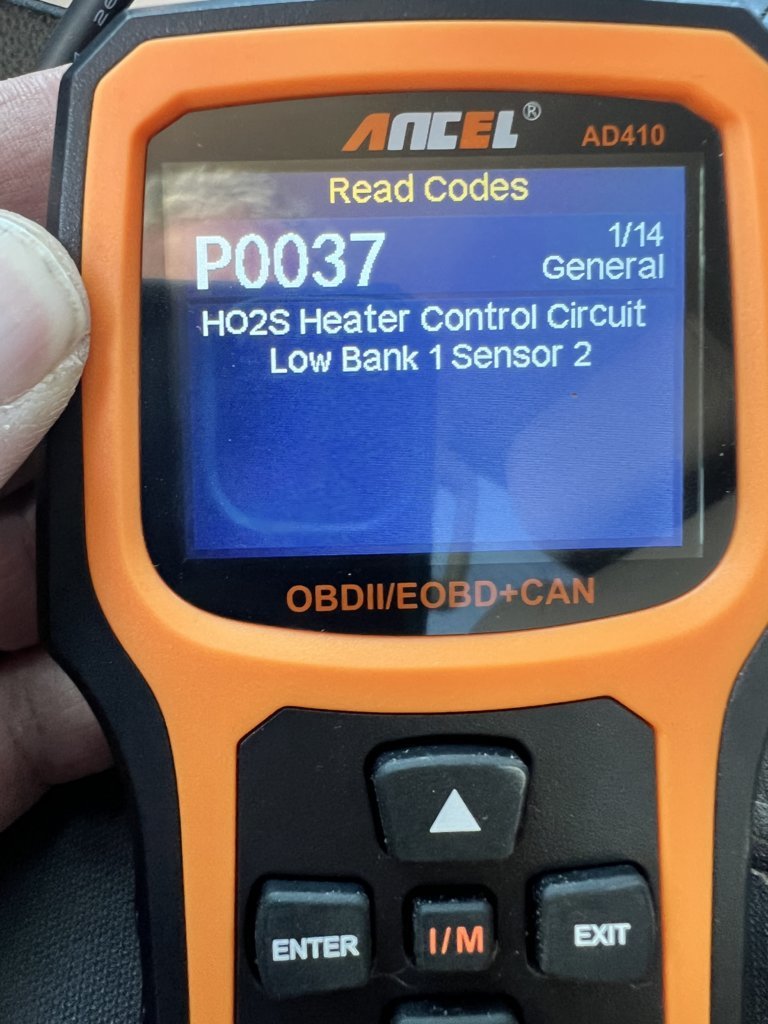 ANCEL®
AD410
Read Codes
P0037
1/14
General
HO2S Heater Control Circuit
Low Bank 1 Sensor 2
OBDII/EOBD+CAN
ENTER
I/M
EXIT